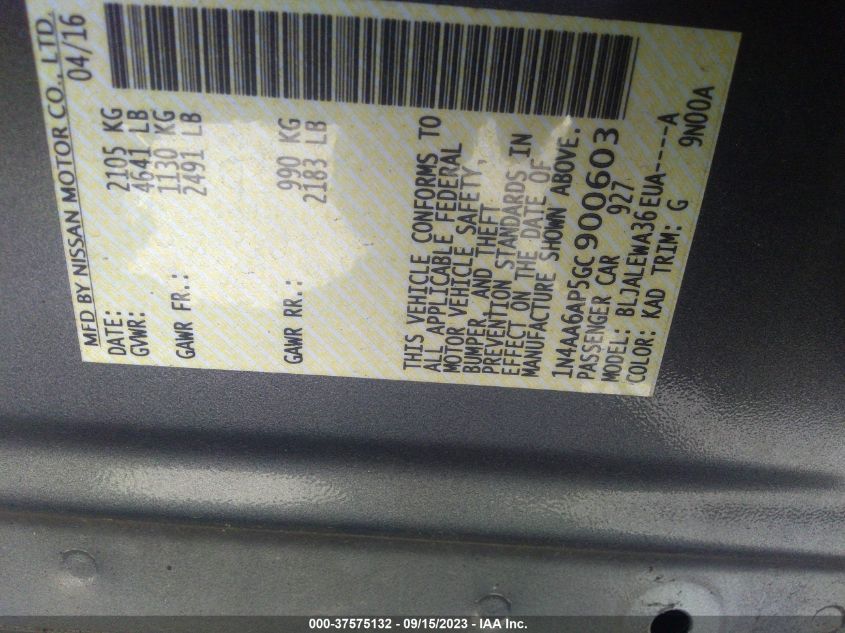 MFD BY NISSAN MOTOR CO., LTD.
DATE: 04/16
GVWR: 2105 KG
4641 LB
GAWR FR.: 1130 KG
2491 LB
GAWR RR.: 990 KG
2183 LB
THIS VEHICLE CONFORMS TO
ALL APPLICABLE FEDERAL
MOTOR VEHICLE SAFETY,
BUMPER, AND THEFT
PREVENTION STANDARDS IN
EFFECT ON THE DATE OF
MANUFACTURE SHOWN ABOVE.
1N4AA6AP5GC900603
PASSENGER CAR 927
MODEL: BLJALEWA36EUA----A
COLOR: KAD TRIM: G 9N00A
000-37575132 - 09/15/2023 - IAA Inc.